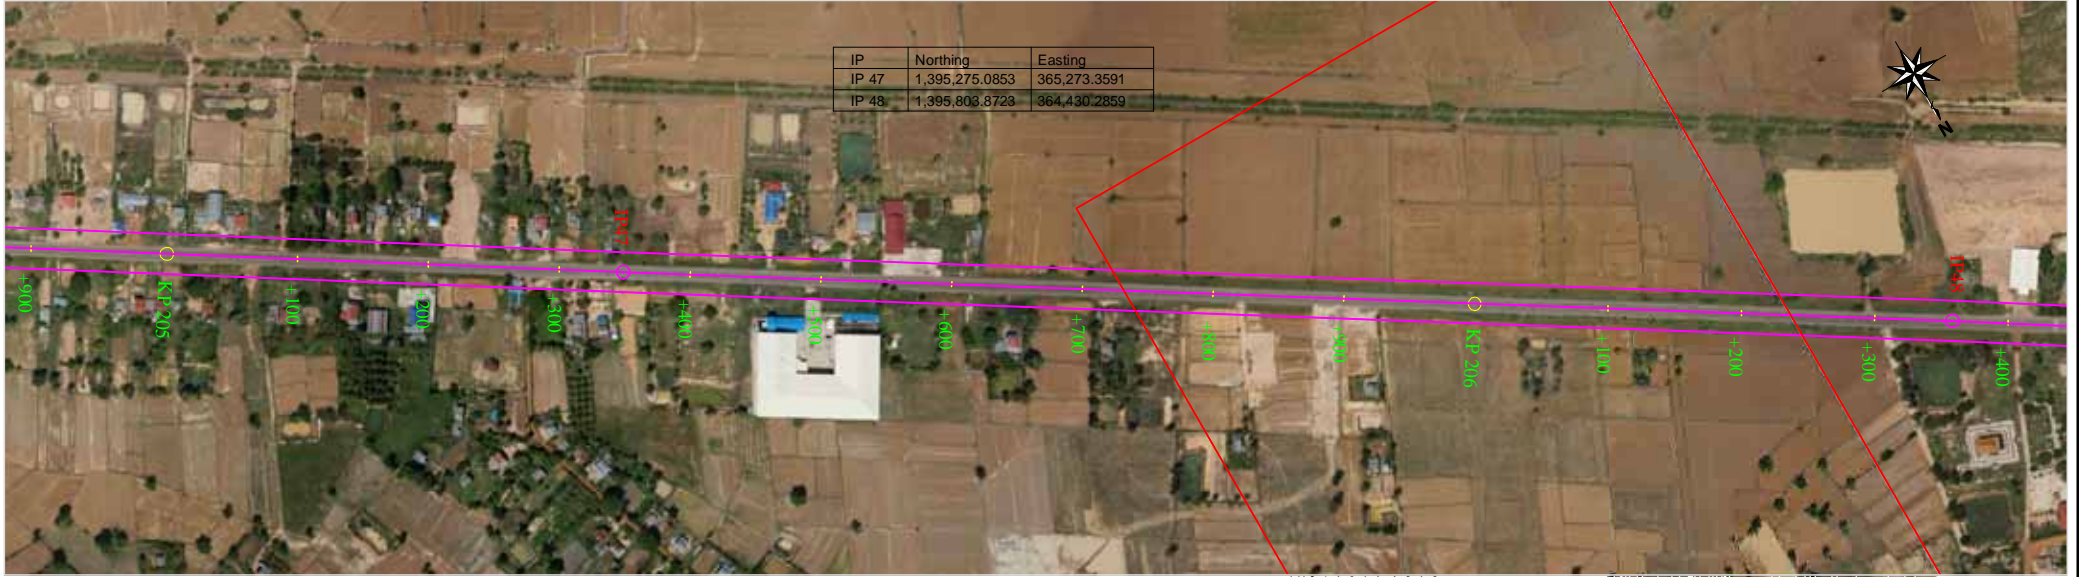 IP Northing Easting
IP 47 1,395,275.0853 365,273.3591
IP 48 1,395,803.8723 364,430.2859
N
IP47
IP48
+900
KP 205
+100
+200
+300
+400
+500
+600
+700
+800
+900
KP 206
+100
+200
+300
+400